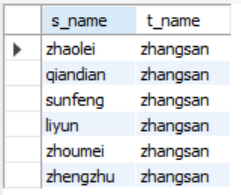 s_name t_name
zhaolei zhangsan
qiandian zhangsan
sunfeng zhangsan
liyun zhangsan
zhoumei zhangsan
zhengzhu zhangsan